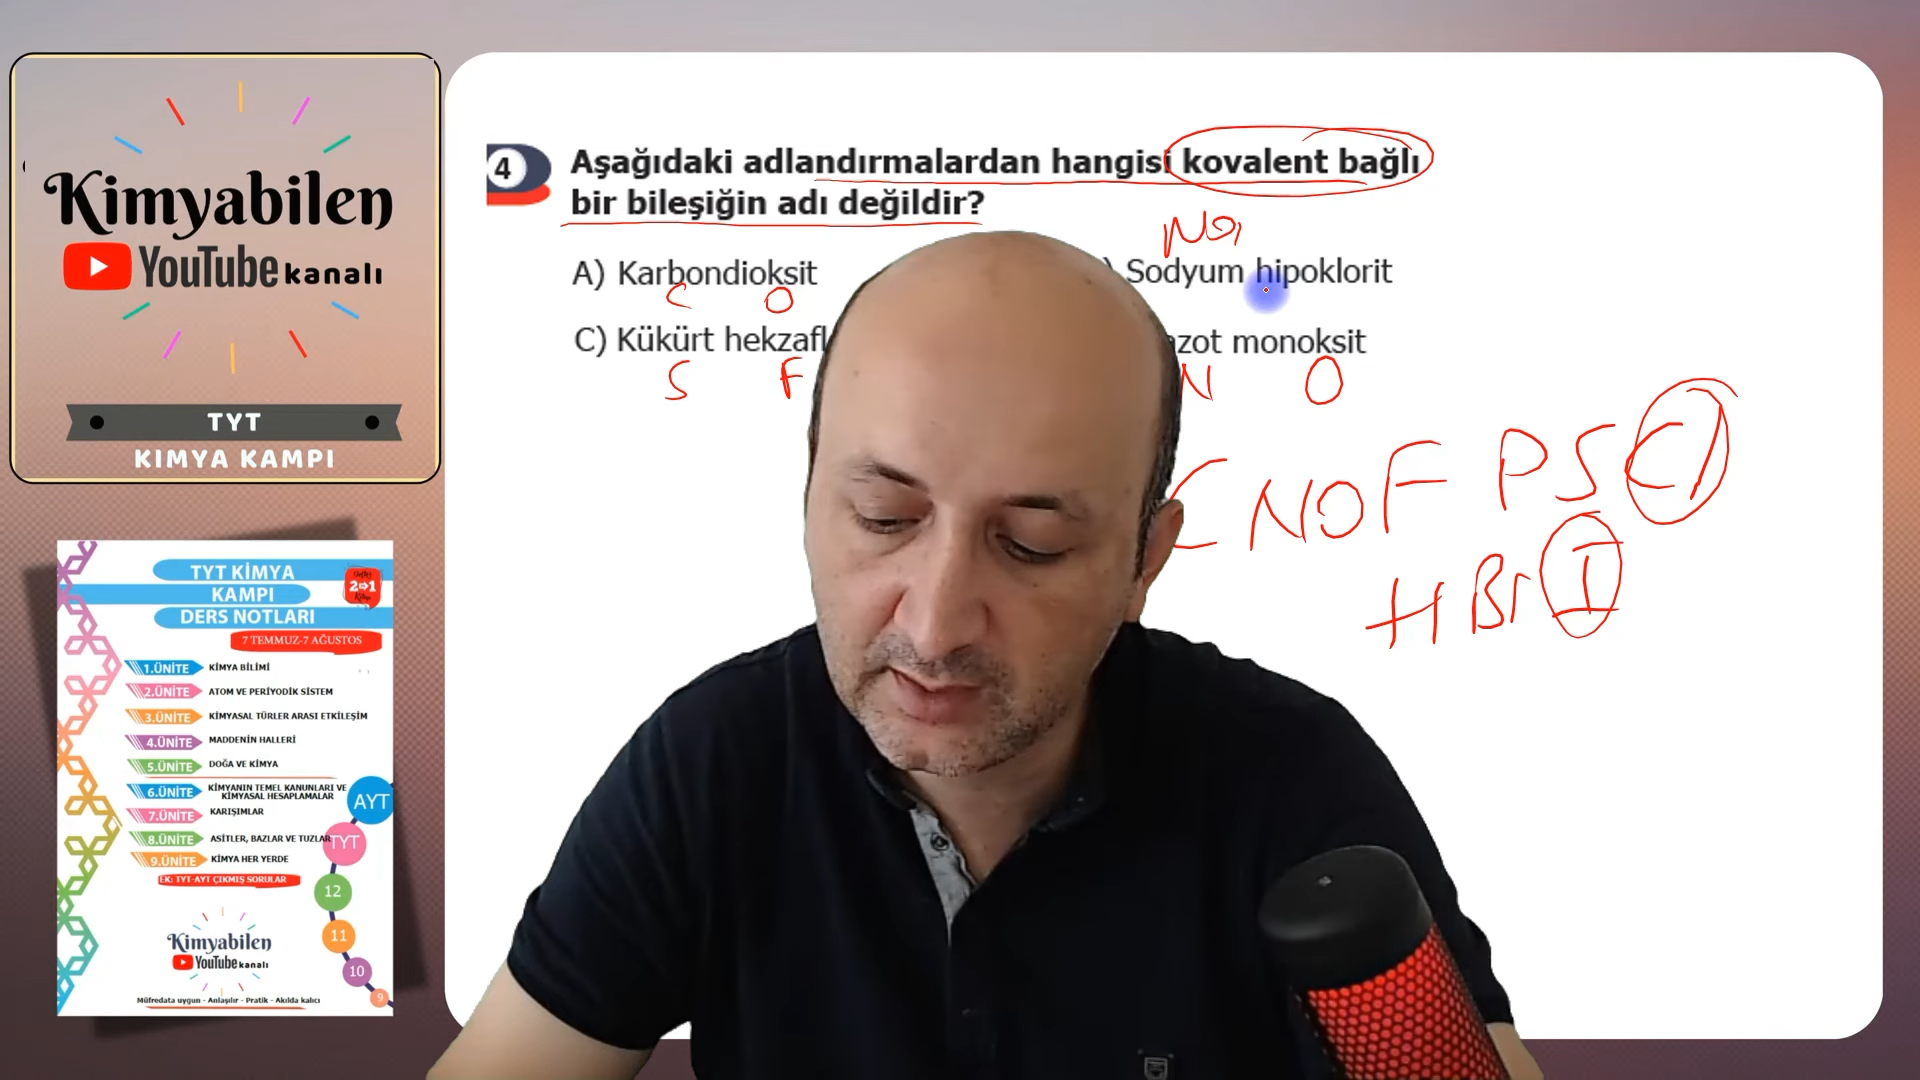 Kimyabilen
YouTube kanalı
TYT
KIMYA KAMPI
TYT KİMYA
KAMPI
DERS NOTLARI
2⇒1
7 TEMMUZ-7 AĞUSTOS
1.ÜNİTE KİMYA BİLİMİ
2.ÜNİTE ATOM VE PERİYODİK SİSTEM
3.ÜNİTE KİMYASAL TÜRLER ARASI ETKİLEŞİM
4.ÜNİTE MADDENİN HALLERİ
5.ÜNİTE DOĞA VE KİMYA
6.ÜNİTE KİMYANIN TEMEL KANUNLARI VE
KİMYASAL HESAPLAMALAR
7.ÜNİTE KARIŞIMLAR
8.ÜNİTE ASİTLER, BAZLAR VE TUZLAR
9.ÜNİTE KİMYA HER YERDE
EK: TYT-AYT ÇIKMIŞ SORULAR
AYT
TYT
12
11
10
9
Kimyabilen
YouTube kanalı
Müfredata uygun - Anlaşılır - Pratik - Akılda kalıcı
4 Aşağıdaki adlandırmalardan hangisi kovalent bağlı
bir bileşiğin adı değildir?
Na
A) Karbondioksit ) Sodyum hipoklorit
C O
C) Kükürt hekzafl azot monoksit
S F N O
C N O F P S Cl
H Br I